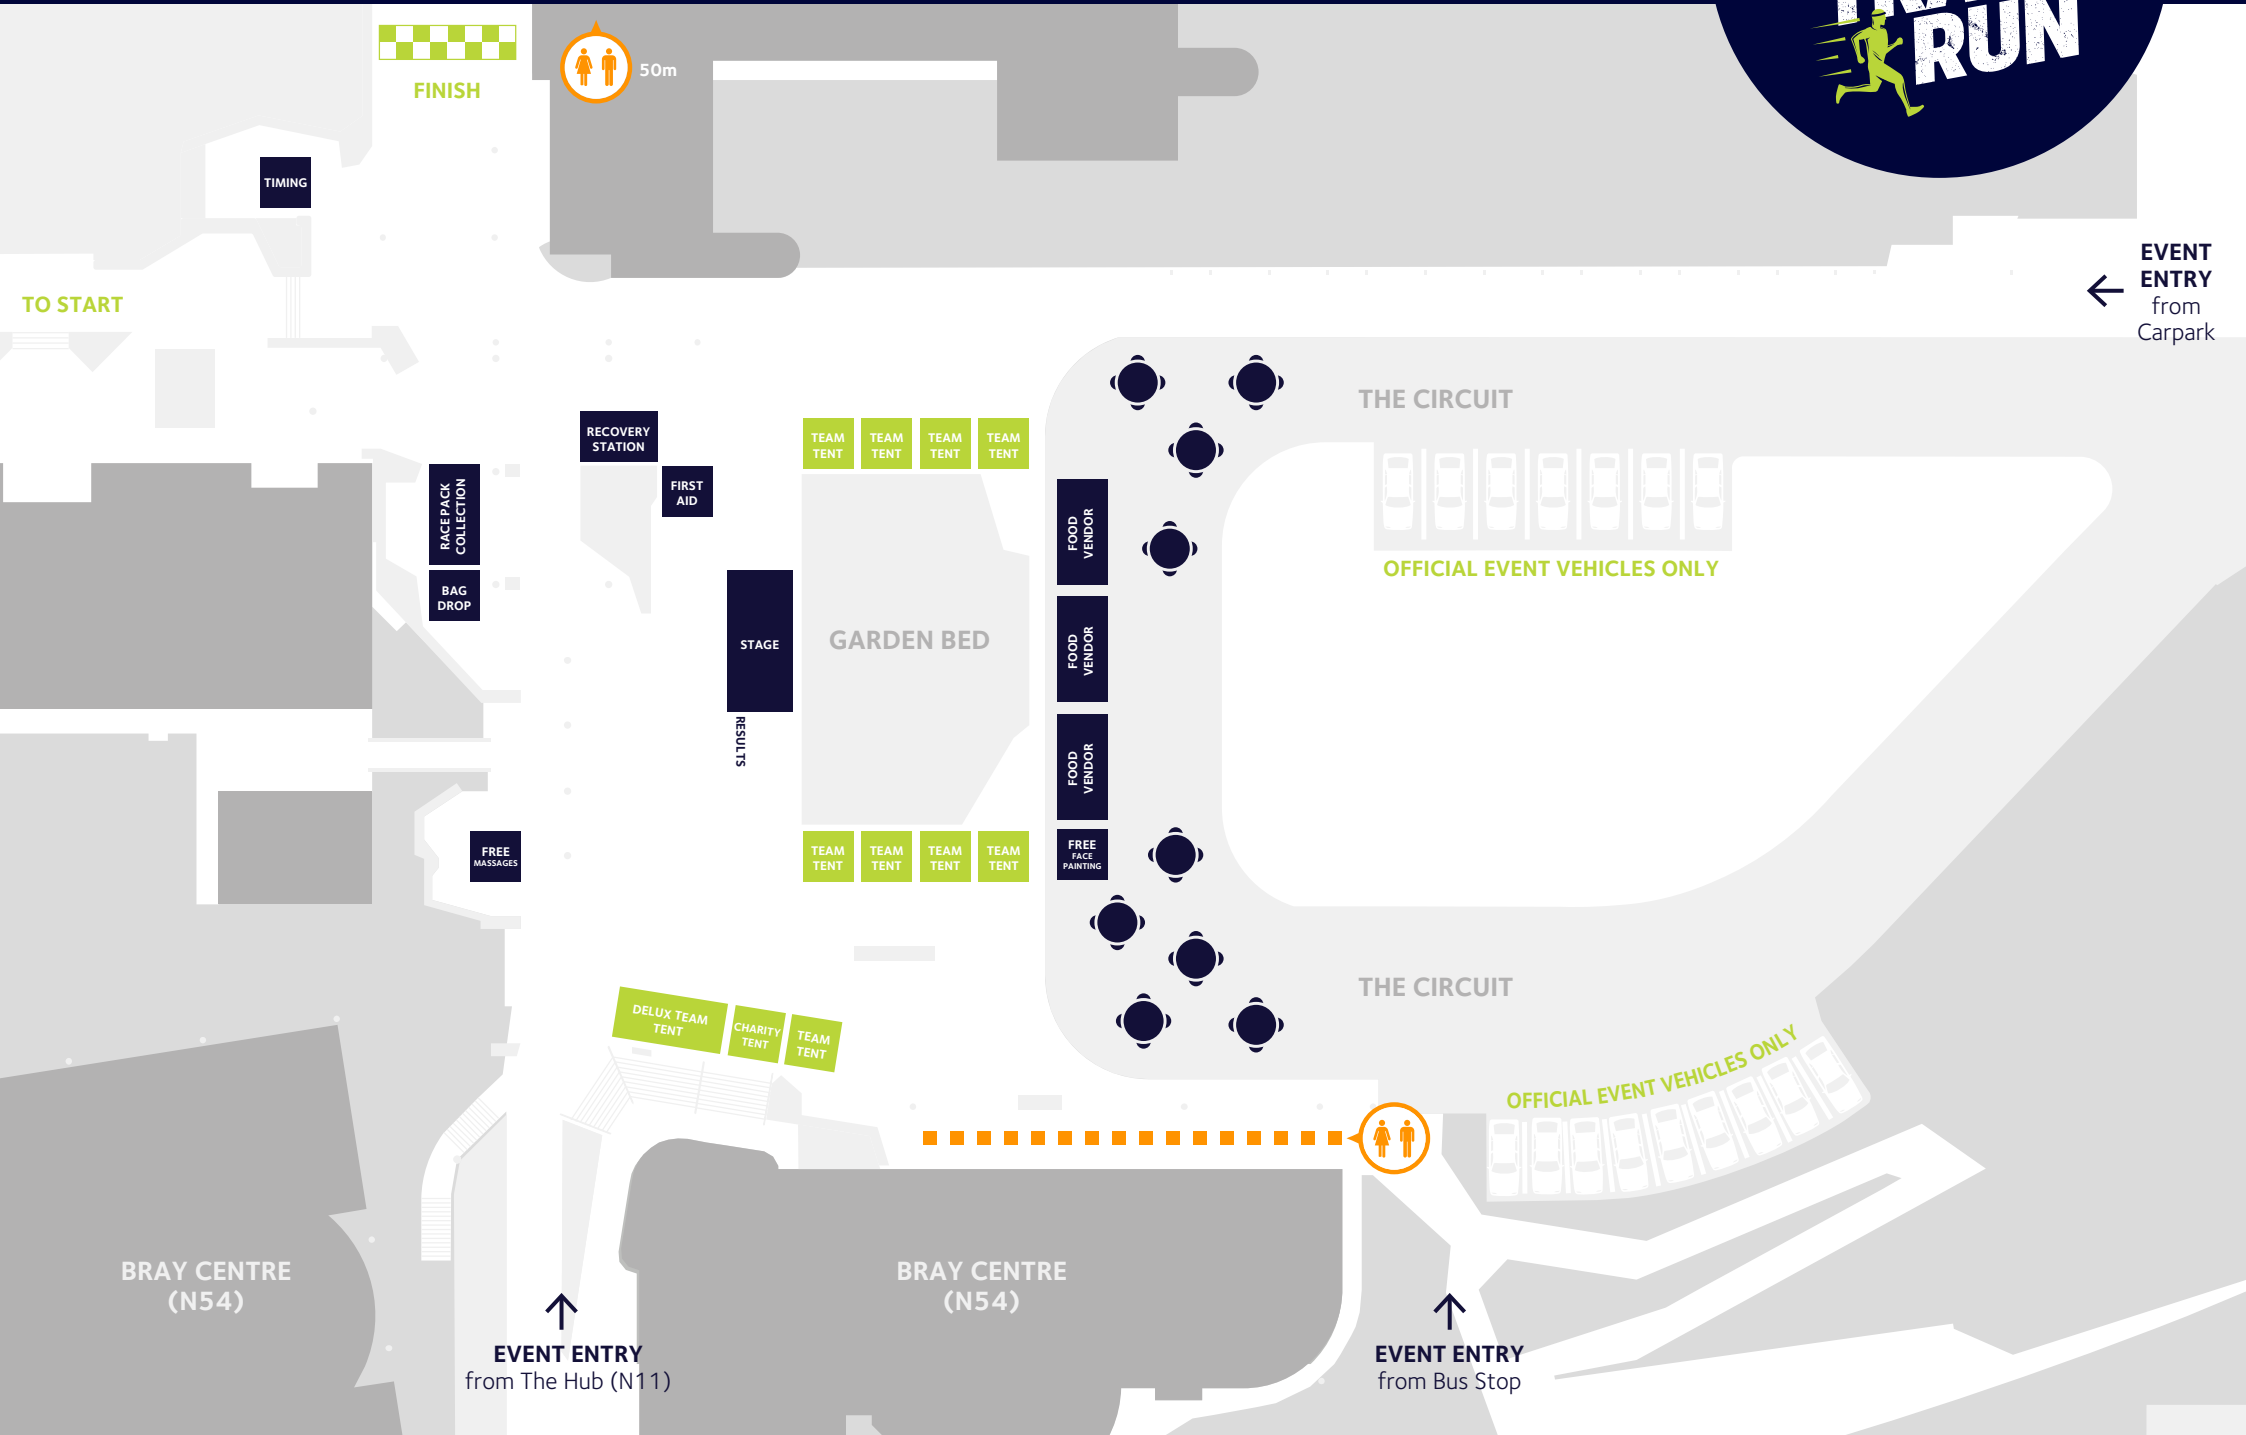 RUN
FINISH
50m
TIMING
EVENT
ENTRY
from
Carpark
TO START
THE CIRCUIT
RECOVERY
STATION
TEAM
TENT
TEAM
TENT
TEAM
TENT
TEAM
TENT
FIRST
AID
RACE PACK
COLLECTION
FOOD
VENDOR
OFFICIAL EVENT VEHICLES ONLY
BAG
DROP
STAGE
GARDEN BED
FOOD
VENDOR
RESULTS
FOOD
VENDOR
FREE
MASSAGES
TEAM
TENT
TEAM
TENT
TEAM
TENT
TEAM
TENT
FREE
FACE
PAINTING
THE CIRCUIT
DELUX TEAM
TENT
CHARITY
TENT
TEAM
TENT
OFFICIAL EVENT VEHICLES ONLY
BRAY CENTRE
(N54)
BRAY CENTRE
(N54)
EVENT ENTRY
from The Hub (N11)
EVENT ENTRY
from Bus Stop